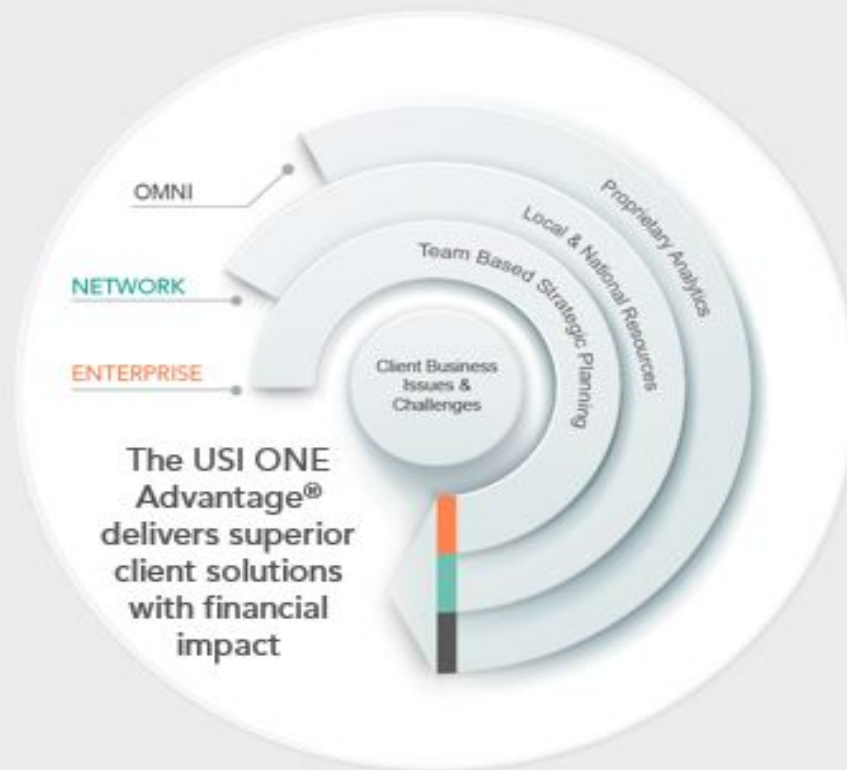 OMNI
NETWORK
ENTERPRISE
Proprietary Analytics
Local & National Resources
Team Based Strategic Planning
Client Business
Issues &
Challenges
The USI ONE
Advantage®
delivers superior
client solutions
with financial
impact